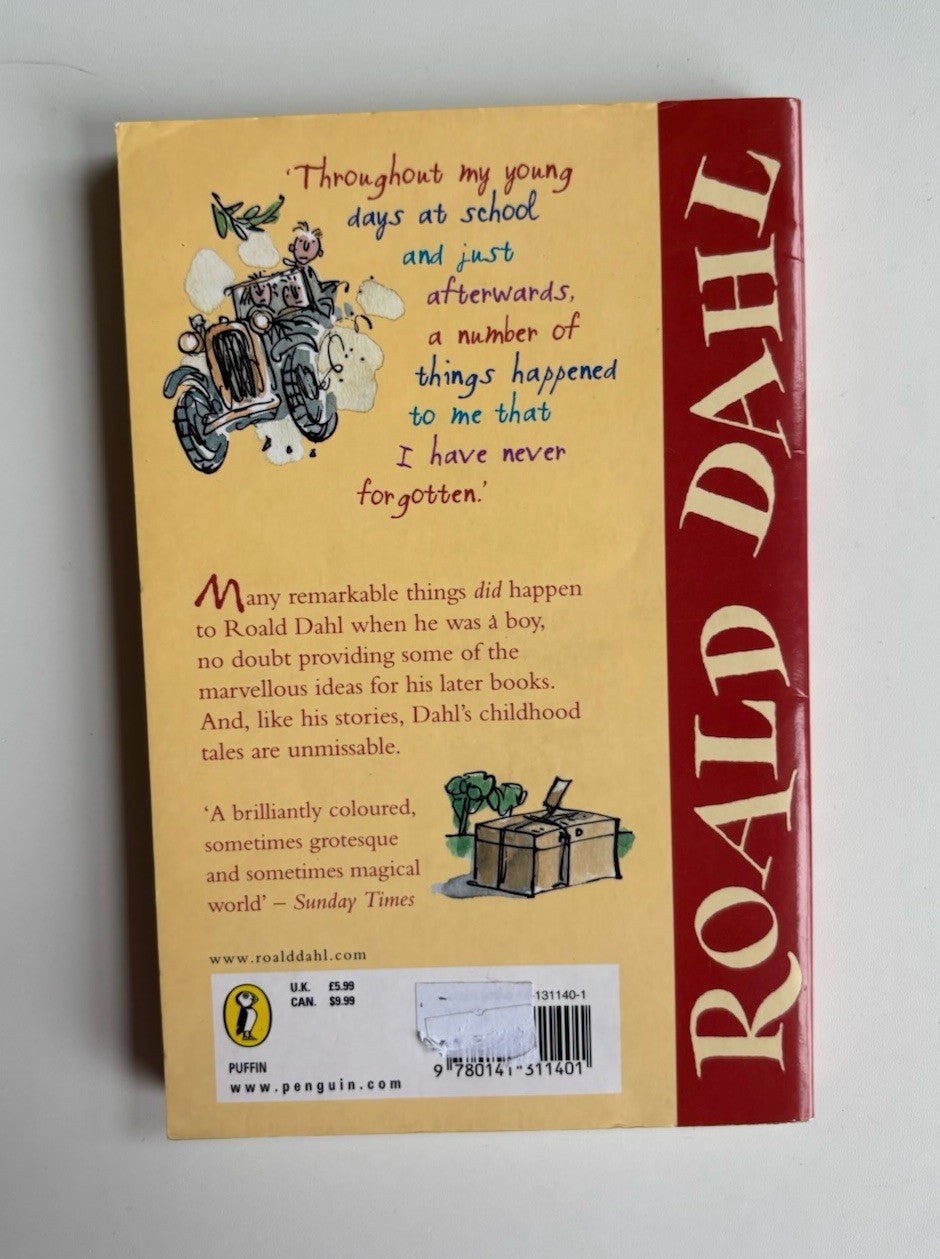 ‘Throughout my young
days at school
and just
afterwards,
a number of
things happened
to me that
I have never
forgotten.’
Many remarkable things did happen
to Roald Dahl when he was a boy,
no doubt providing some of the
marvellous ideas for his later books.
And, like his stories, Dahl’s childhood
tales are unmissable.
‘A brilliantly coloured,
sometimes grotesque
and sometimes magical
world’ – Sunday Times
www.roalddahl.com
U.K. £5.99
CAN. $9.99
-131140-1
PUFFIN
www.penguin.com
9 780141 311401
ROALD DAHL